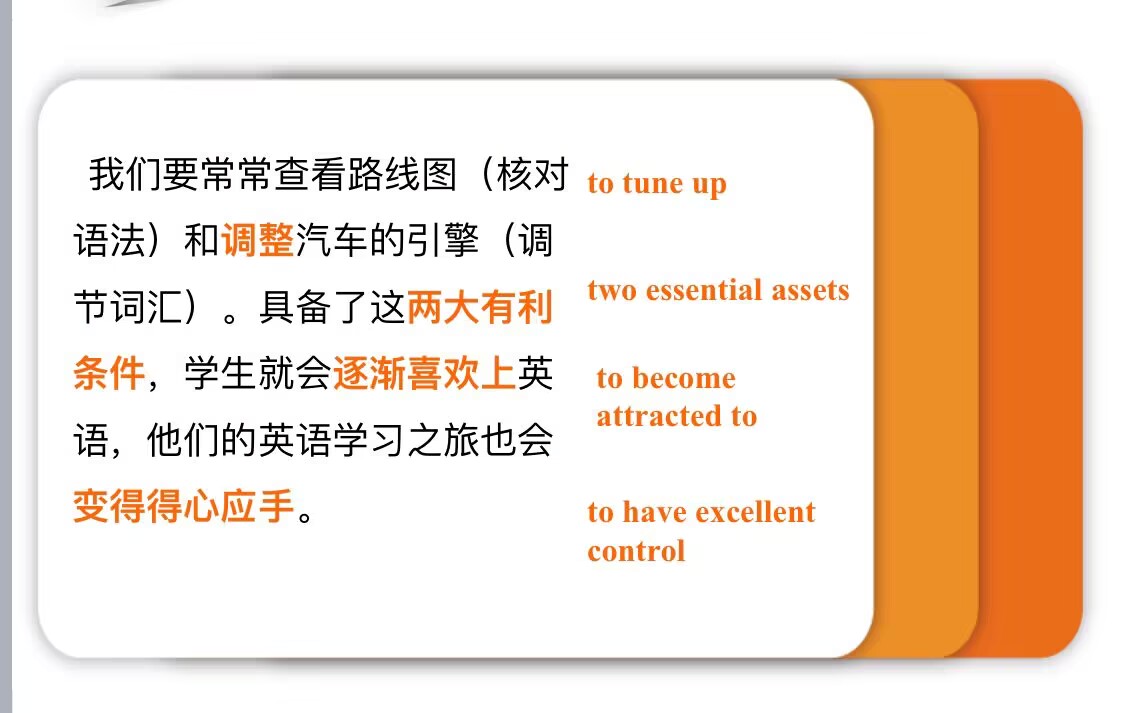 我们要常常查看路线图（核对
语法）和调整汽车的引擎（调
节词汇）。具备了这两大有利
条件，学生就会逐渐喜欢上英
语，他们的英语学习之旅也会
变得得心应手。
to tune up
two essential assets
to become
attracted to
to have excellent
control